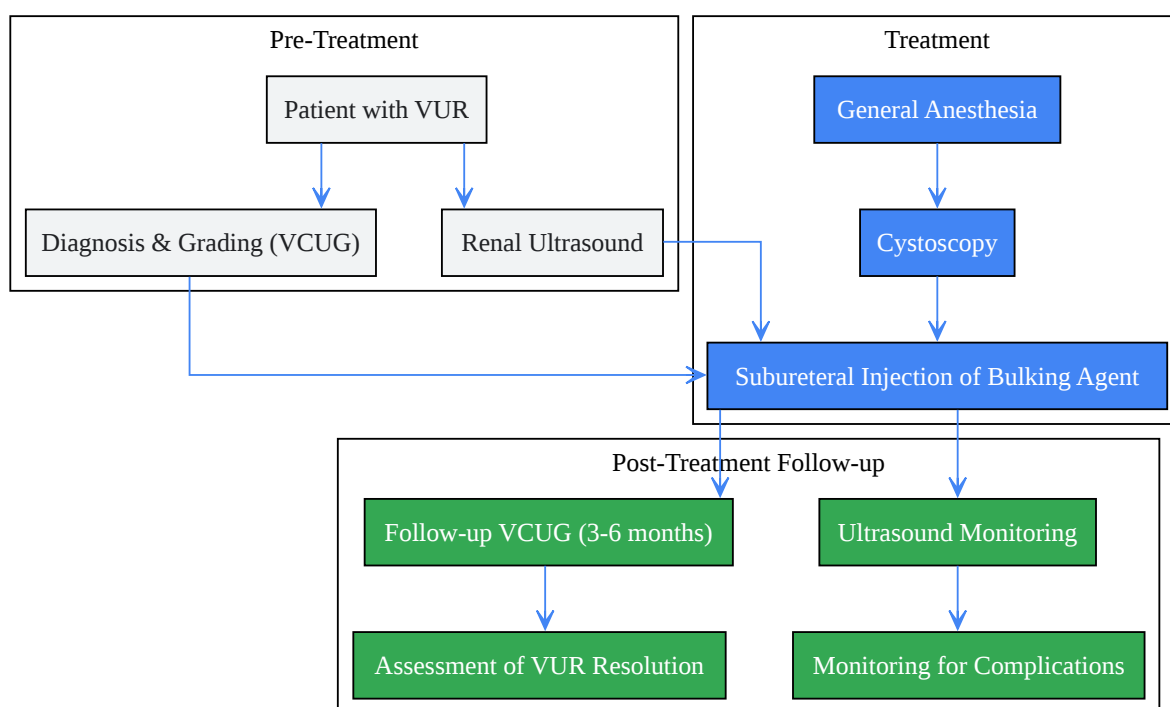 Pre-Treatment
Patient with VUR
Diagnosis & Grading (VCUG)
Renal Ultrasound
Treatment
General Anesthesia
Cystoscopy
Subureteral Injection of Bulking Agent
Post-Treatment Follow-up
Follow-up VCUG (3-6 months)
Ultrasound Monitoring
Assessment of VUR Resolution
Monitoring for Complications